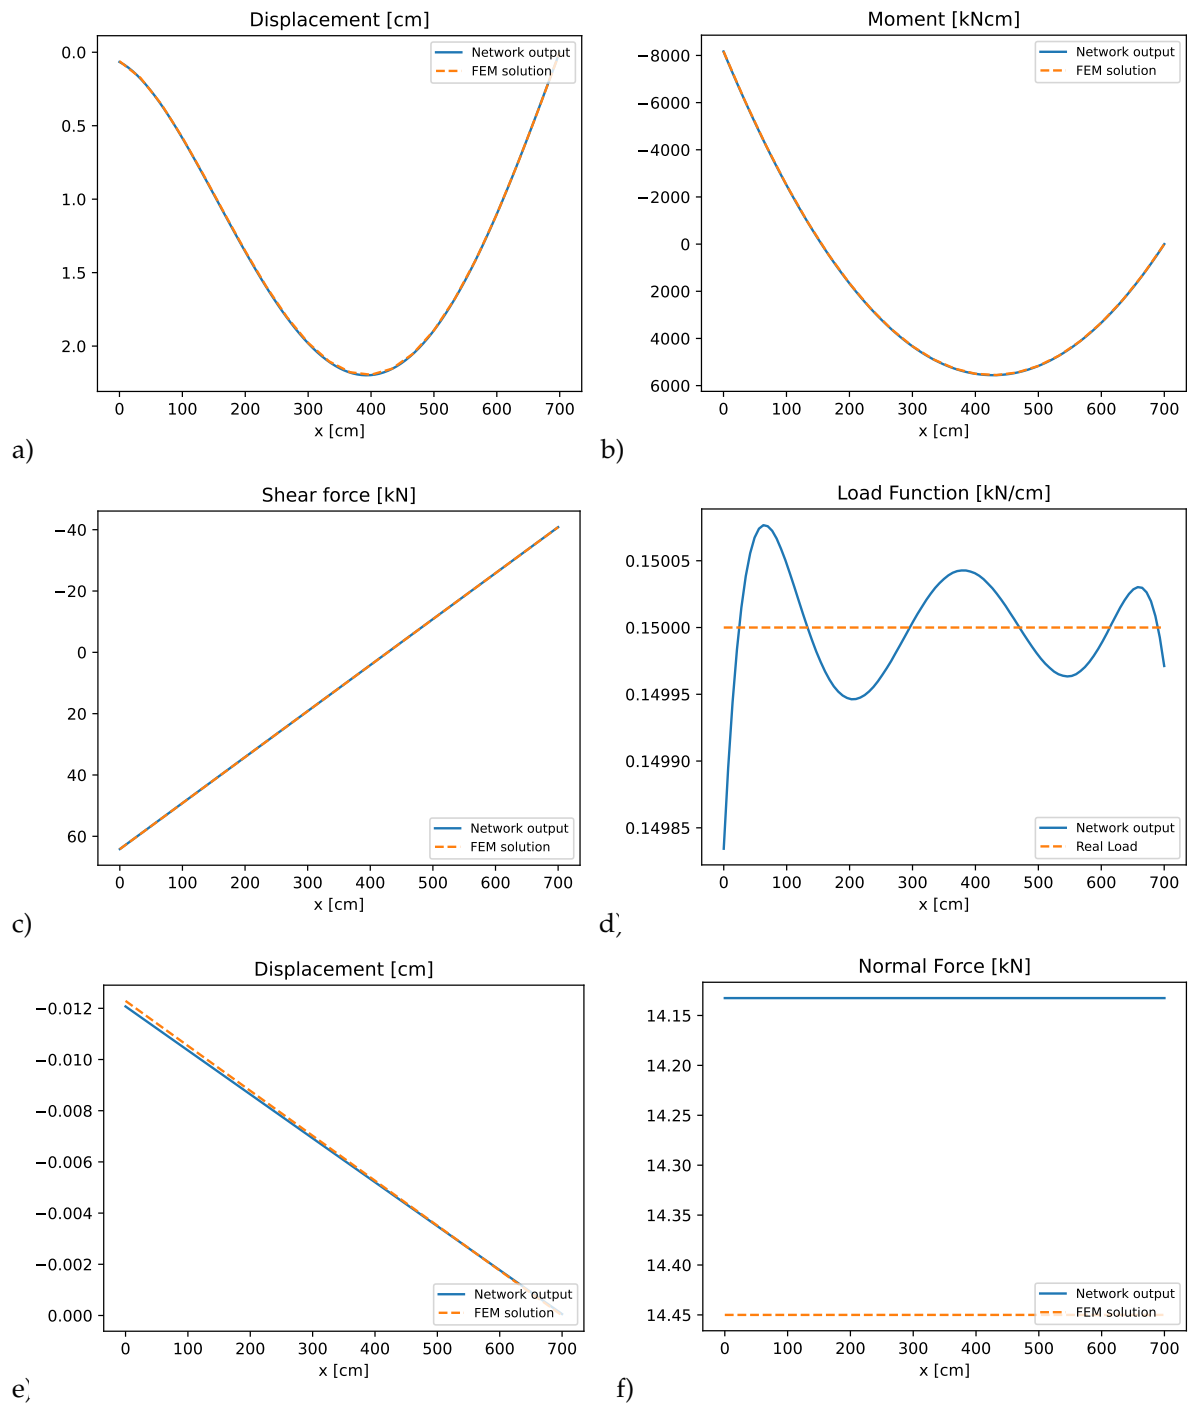 Displacement [cm]
Network output
FEM solution
0.0
0.5
1.0
1.5
2.0
0 100 200 300 400 500 600 700
x [cm]
a)
Moment [kNcm]
Network output
FEM solution
−8000
−6000
−4000
−2000
0
2000
4000
6000
0 100 200 300 400 500 600 700
x [cm]
b)
Shear force [kN]
−40
−20
0
20
40
60
Network output
FEM solution
0 100 200 300 400 500 600 700
x [cm]
c)
Load Function [kN/cm]
0.15005
0.15000
0.14995
0.14990
0.14985
Network output
Real Load
0 100 200 300 400 500 600 700
x [cm]
d)
Displacement [cm]
−0.012
−0.010
−0.008
−0.006
−0.004
−0.002
0.000
Network output
FEM solution
0 100 200 300 400 500 600 700
x [cm]
e)
Normal Force [kN]
14.15
14.20
14.25
14.30
14.35
14.40
14.45
Network output
FEM solution
0 100 200 300 400 500 600 700
x [cm]
f)